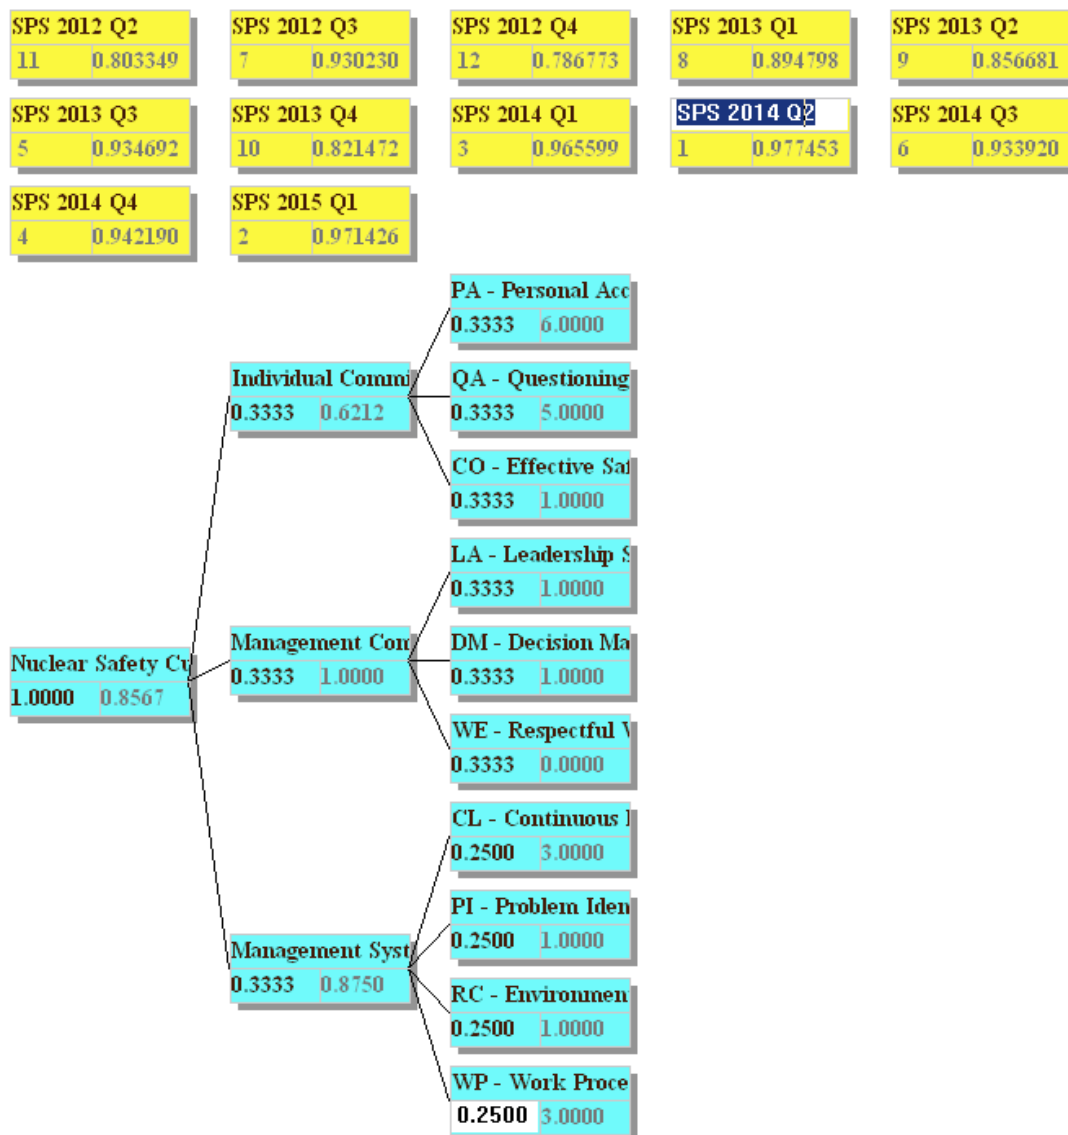 SPS 2012 Q2
11 0.803349
SPS 2012 Q3
7 0.930230
SPS 2012 Q4
12 0.786773
SPS 2013 Q1
8 0.894798
SPS 2013 Q2
9 0.856681
SPS 2013 Q3
5 0.934692
SPS 2013 Q4
10 0.821472
SPS 2014 Q1
3 0.965599
SPS 2014 Q2
1 0.977453
SPS 2014 Q3
6 0.933920
SPS 2014 Q4
4 0.942190
SPS 2015 Q1
2 0.971426
Nuclear Safety Cu
1.0000 0.8567
Individual Commi
0.3333 0.6212
PA - Personal Acc
0.3333 6.0000
QA - Questioning
0.3333 5.0000
CO - Effective Saf
0.3333 1.0000
Management Com
0.3333 1.0000
LA - Leadership S
0.3333 1.0000
DM - Decision Ma
0.3333 1.0000
WE - Respectful W
0.3333 0.0000
Management Syst
0.3333 0.8750
CL - Continuous I
0.2500 3.0000
PI - Problem Iden
0.2500 1.0000
RC - Environmen
0.2500 1.0000
WP - Work Proce
0.2500 3.0000